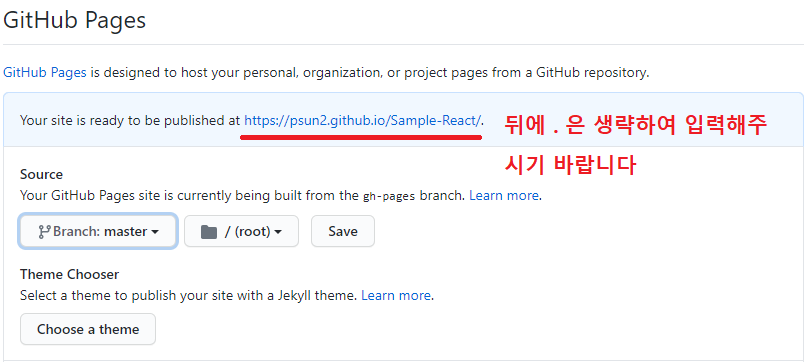 GitHub Pages
GitHub Pages is designed to host your personal, organization, or project pages from a GitHub repository.
Your site is ready to be published at https://psun2.github.io/Sample-React/.
뒤에 . 은 생략하여 입력해주
시기 바랍니다
Source
Your GitHub Pages site is currently being built from the gh-pages branch. Learn more.
Branch: master / (root) Save
Theme Chooser
Select a theme to publish your site with a Jekyll theme. Learn more.
Choose a theme